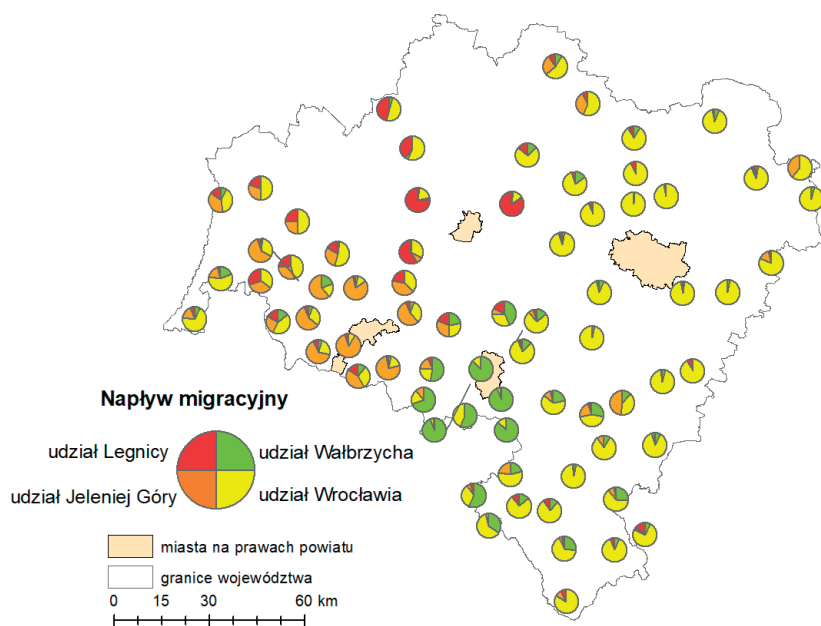 Napływ migracyjny
udział Legnicy
udział Wałbrzycha
udział Jeleniej Góry
udział Wrocławia
miasta na prawach powiatu
granice województwa
0 15 30 60 km